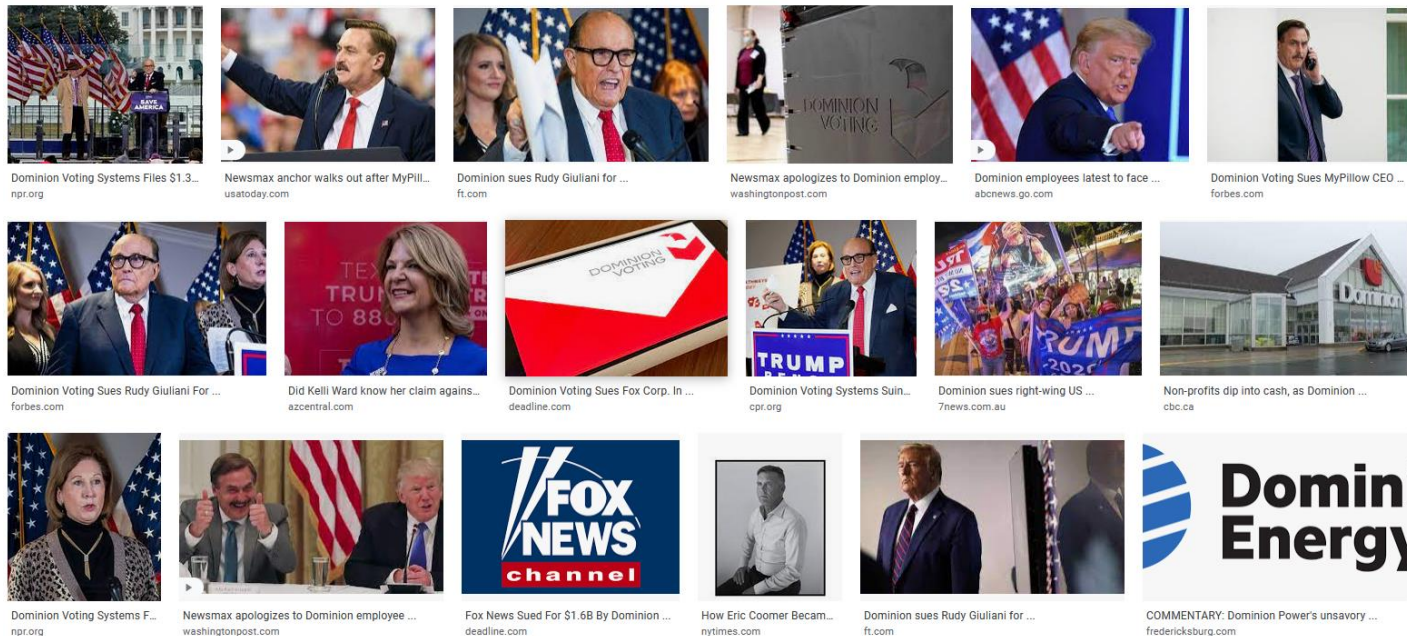 SAVE
AMERICA
DOMINION
VOTING
Dominion Voting Systems Files $1.3...
npr.org
Newsmax anchor walks out after MyPill...
usatoday.com
Dominion sues Rudy Giuliani for ...
ft.com
Newsmax apologizes to Dominion employ...
washingtonpost.com
Dominion employees latest to face ...
abcnews.go.com
Dominion Voting Sues MyPillow CEO ...
forbes.com
TEX
TRUM
TO 88
DOMINION
VOTING
TRUMP
TRUMP
2020
Dominion
Dominion Voting Sues Rudy Giuliani For ...
forbes.com
Did Kelli Ward know her claim agains...
azcentral.com
Dominion Voting Sues Fox Corp. In ...
deadline.com
Dominion Voting Systems Suin...
cpr.org
Dominion sues right-wing US ...
7news.com.au
Non-profits dip into cash, as Dominion ...
cbc.ca
FOX
NEWS
channel
Domin
Energy
Dominion Voting Systems F...
npr.org
Newsmax apologizes to Dominion employee ...
washingtonpost.com
Fox News Sued For $1.6B By Dominion ...
deadline.com
How Eric Coomer Becam...
nytimes.com
Dominion sues Rudy Giuliani for ...
ft.com
COMMENTARY: Dominion Power's unsavory ...
fredericksburg.com